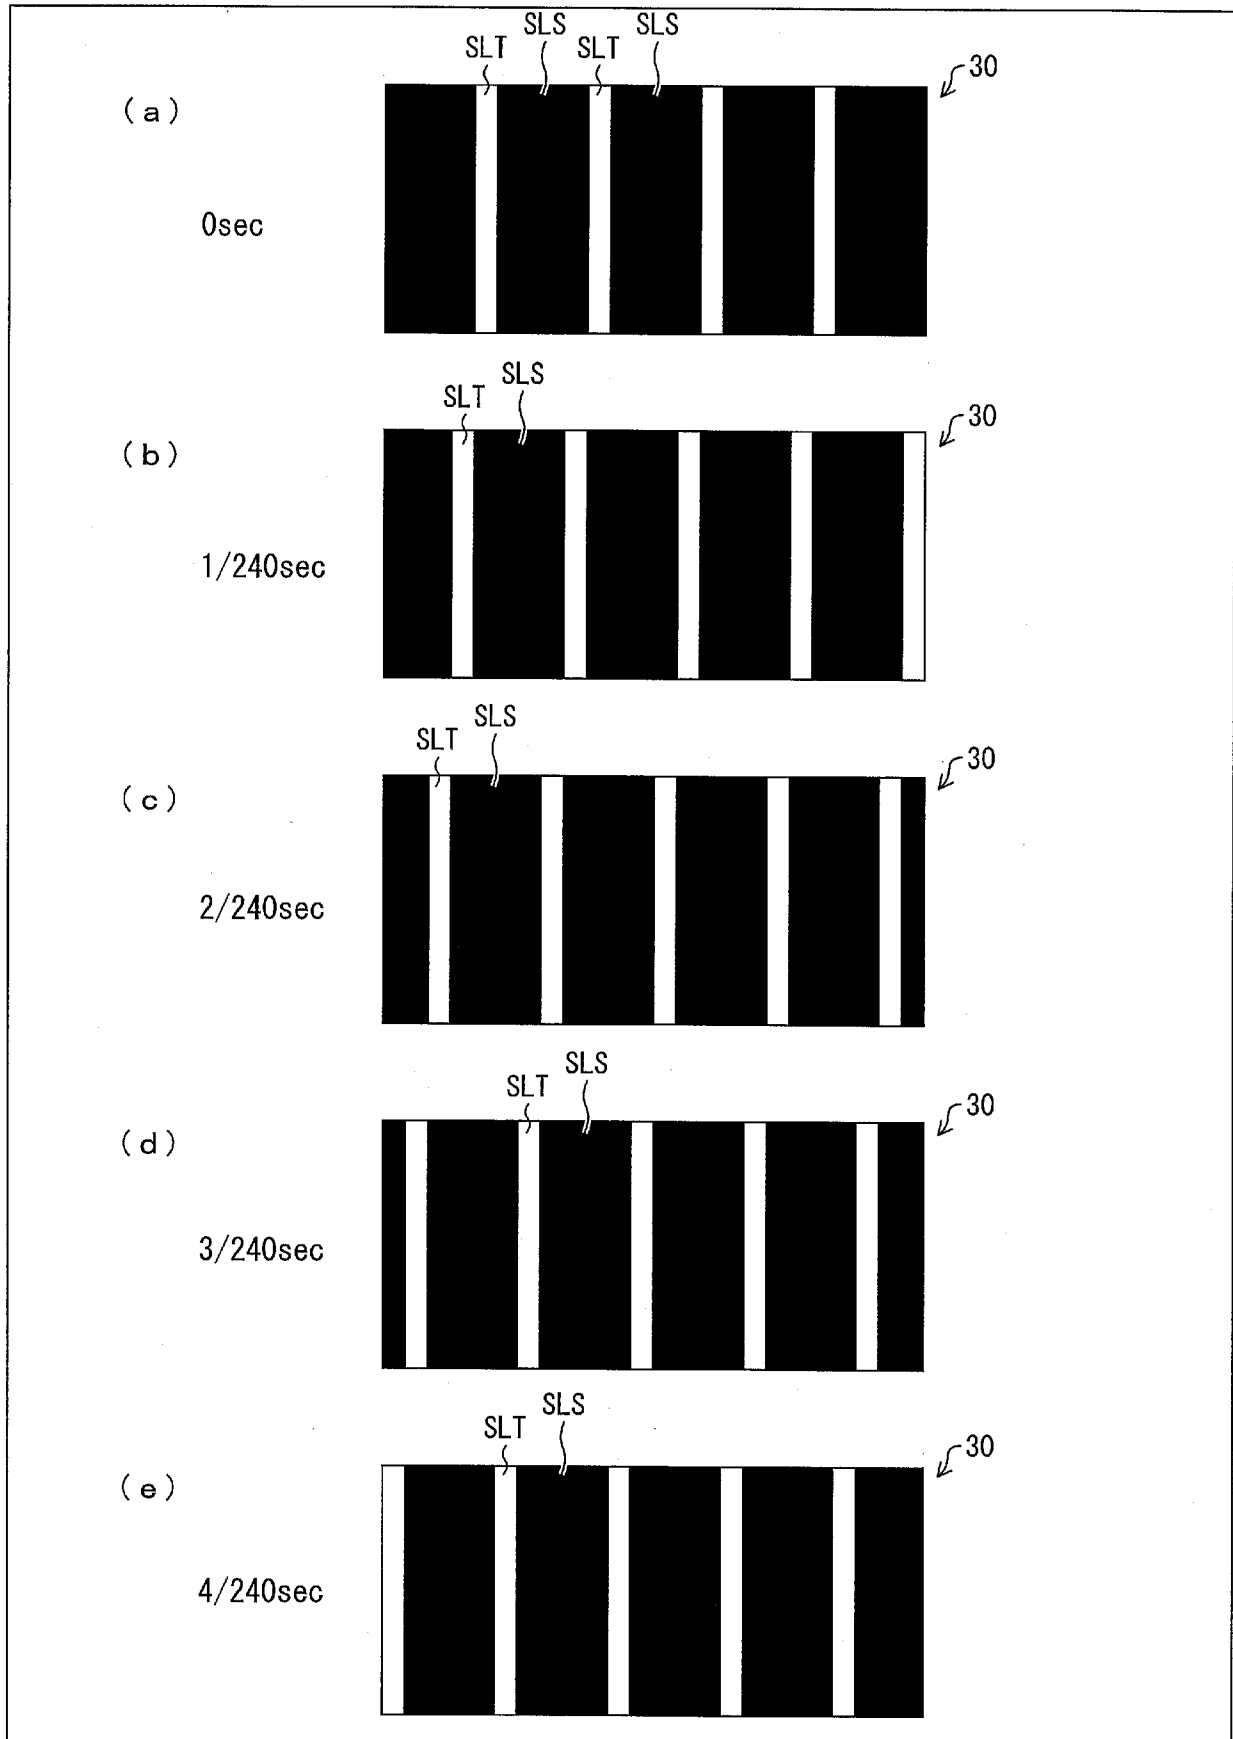 SLT SLS SLT SLS
30
(a)
0sec
SLT SLS
30
(b)
1/240sec
SLT SLS
30
(c)
2/240sec
SLT SLS
30
(d)
3/240sec
SLT SLS
30
(e)
4/240sec